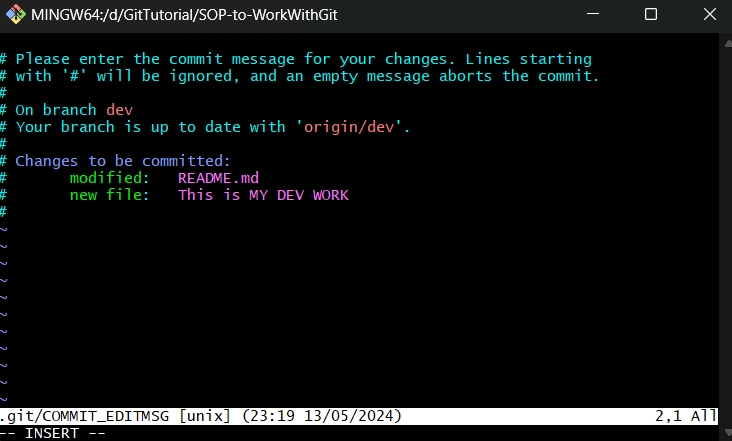 MINGW64:/d/GitTutorial/SOP-to-WorkWithGit
# Please enter the commit message for your changes. Lines starting
# with '#' will be ignored, and an empty message aborts the commit.
#
# On branch dev
# Your branch is up to date with 'origin/dev'.
#
# Changes to be committed:
#       modified:   README.md
#       new file:   This is MY DEV WORK
#
~
~
~
~
~
~
~
~
~
~
~
.git/COMMIT_EDITMSG [unix] (23:19 13/05/2024) 2,1 All
-- INSERT --